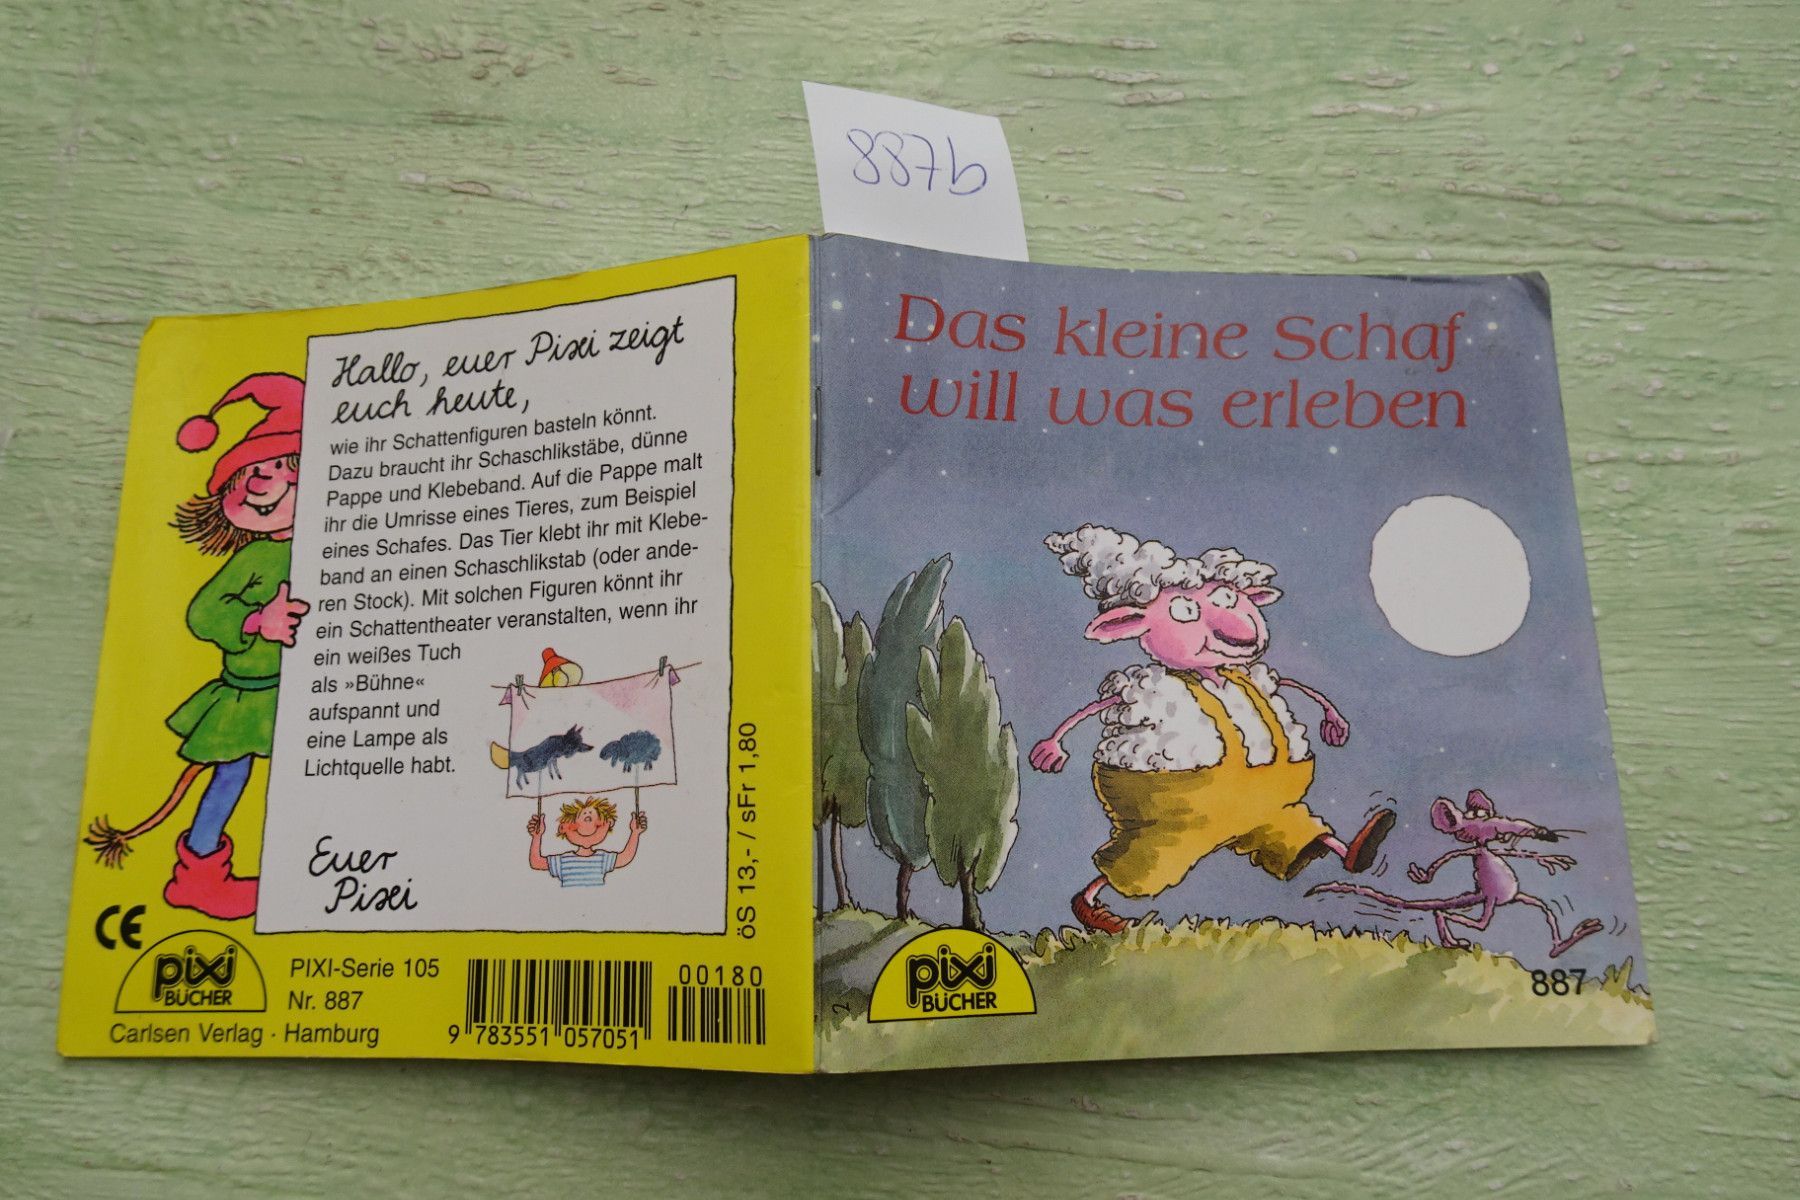 887b
Hallo, euer Pixi zeigt
euch heute,
wie ihr Schattenfiguren basteln könnt.
Dazu braucht ihr Schaschlikstäbe, dünne
Pappe und Klebeband. Auf die Pappe malt
ihr die Umrisse eines Tieres, zum Beispiel
eines Schafes. Das Tier klebt ihr mit Klebe-
band an einen Schaschlikstab (oder ande-
ren Stock). Mit solchen Figuren könnt ihr
ein Schattentheater veranstalten, wenn ihr
ein weißes Tuch
als »Bühne«
aufspannt und
eine Lampe als
Lichtquelle habt.
Euer
Pixi
öS 13,- / sFr 1,80
CE
pixi
BÜCHER
PIXI-Serie 105
Nr. 887
Carlsen Verlag · Hamburg
00180
9 783551 057051
Das kleine Schaf
will was erleben
2
pixi
BÜCHER
887